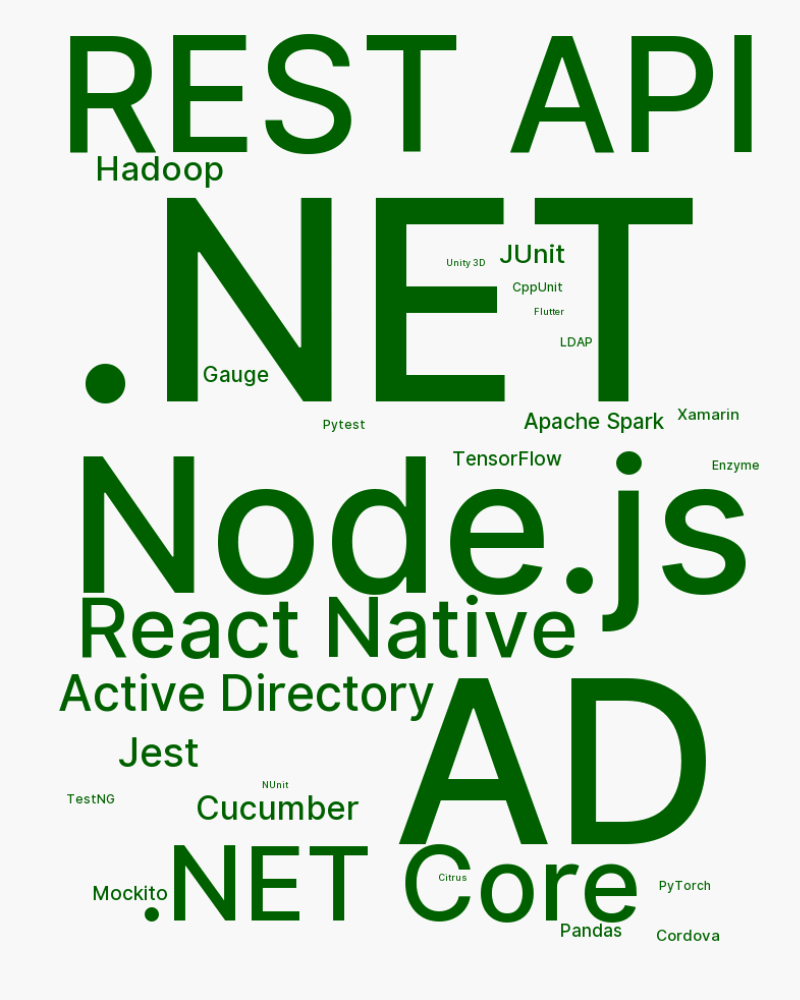 REST API
Hadoop
.NET
JUnit
Unity 3D
CppUnit
Flutter
LDAP
Gauge
Apache Spark
Xamarin
Pytest
TensorFlow
Enzyme
Node.js
React Native
Active Directory
AD
Jest
NUnit
TestNG
Cucumber
.NET Core
Citrus
PyTorch
Mockito
Pandas
Cordova